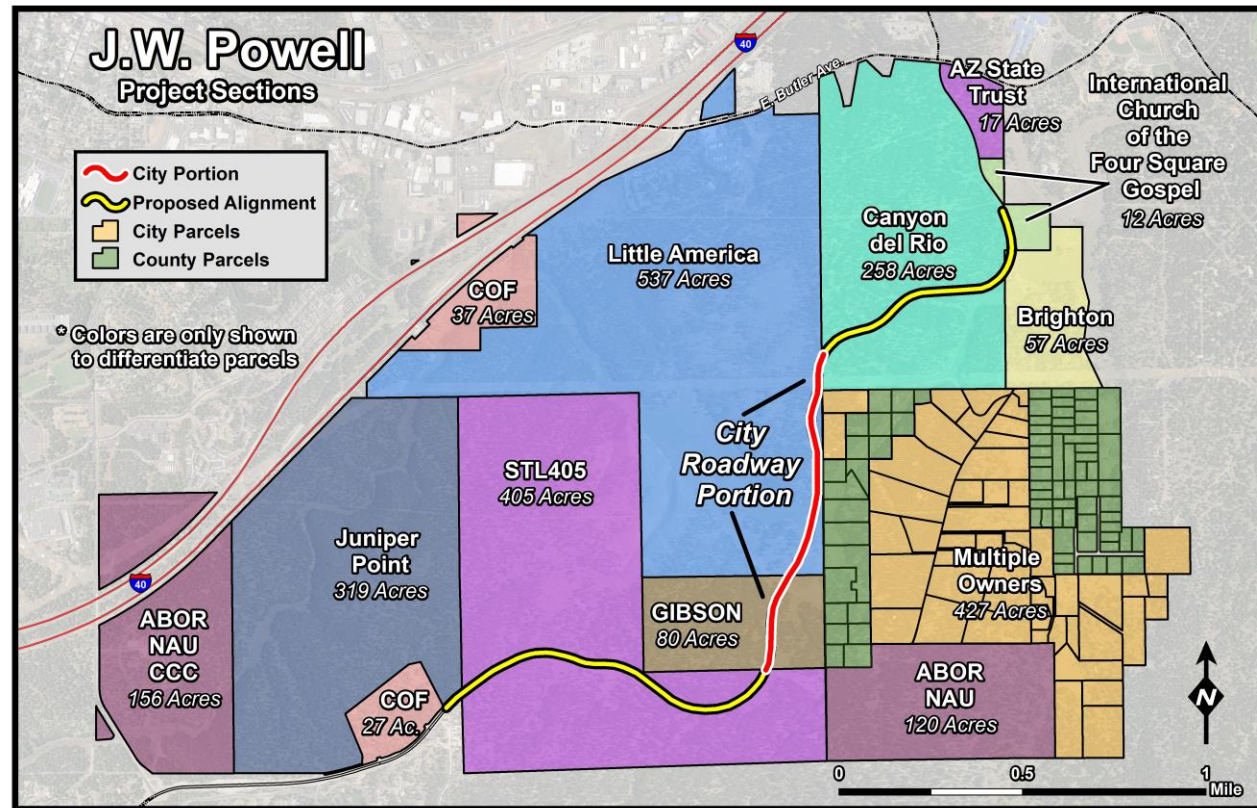 J.W. Powell
Project Sections
City Portion
Proposed Alignment
City Parcels
County Parcels
* Colors are only shown
to differentiate parcels
40
E. Butler Ave.
AZ State
Trust
17 Acres
International
Church
of the
Four Square
Gospel
12 Acres
Canyon
del Rio
258 Acres
Little America
537 Acres
COF
37 Acres
Brighton
57 Acres
City
Roadway
Portion
STL405
405 Acres
Juniper
Point
319 Acres
Multiple
Owners
427 Acres
40
GIBSON
80 Acres
ABOR
NAU
CCC
156 Acres
COF
27 Ac.
ABOR
NAU
120 Acres
N
0 0.5 1
Mile